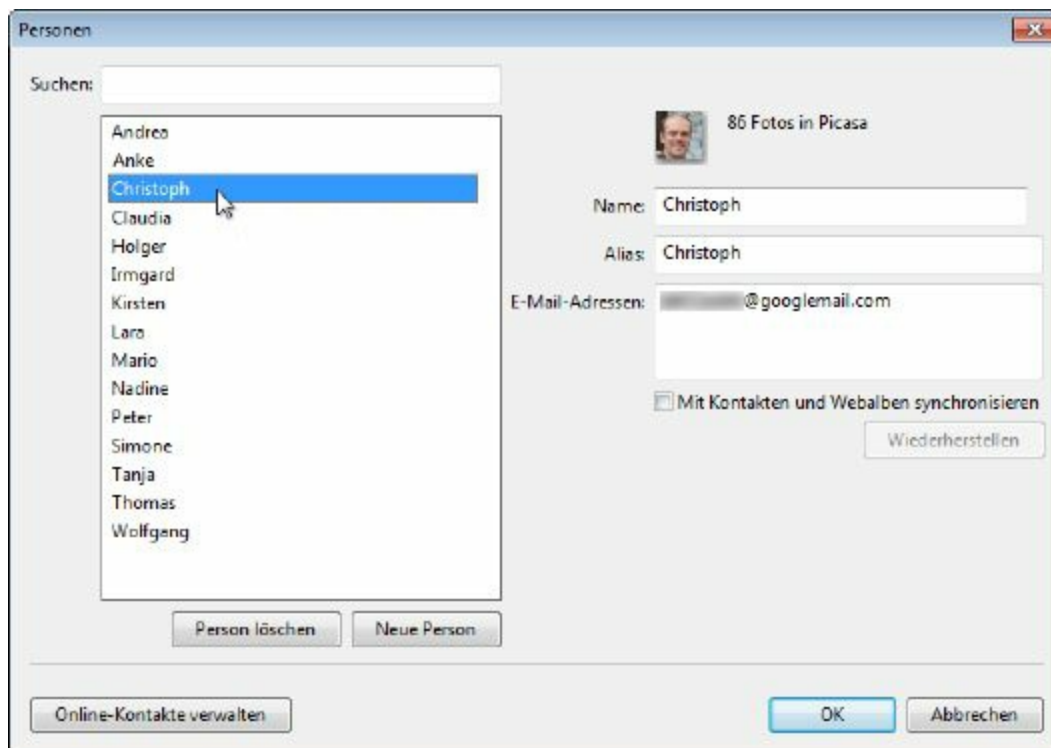 Personen
Suchen:
Andrea
Anke
Christoph
Claudia
Holger
Irmgard
Kirsten
Lara
Mario
Nadine
Peter
Simone
Tanja
Thomas
Wolfgang
Person löschen
Neue Person
86 Fotos in Picasa
Name: Christoph
Alias: Christoph
E-Mail-Adressen: @googlemail.com
Mit Kontakten und Webalben synchronisieren
Wiederherstellen
Online-Kontakte verwalten
OK
Abbrechen